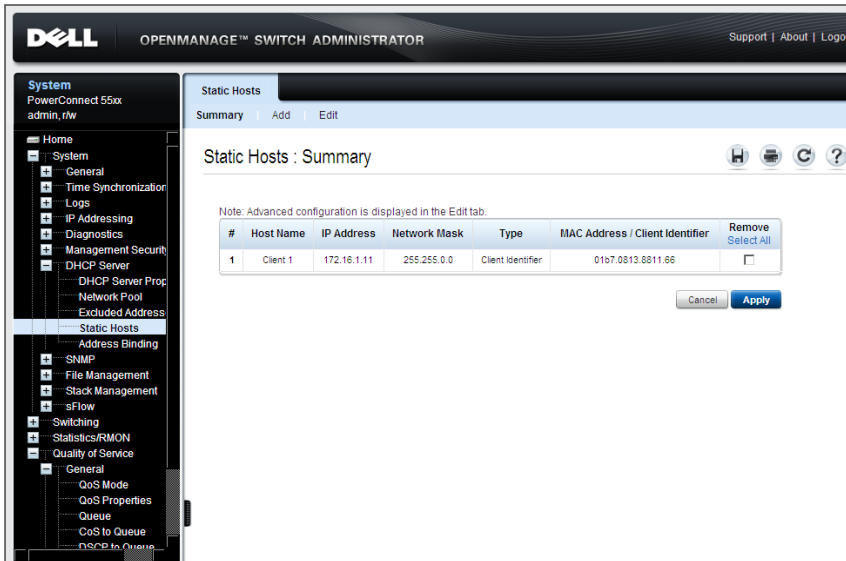 DELL
OPENMANAGE™ SWITCH ADMINISTRATOR
Support | About |
System
PowerConnect 55xx
admin, r/w
Home
System
General
Time Synchronization
Logs
IP Addressing
Diagnostics
Management Securit
DHCP Server
DHCP Server Prop
Network Pool
Excluded Address
Static Hosts
Address Binding
SNMP
File Management
Stack Management
sFlow
Switching
Statistics/RMON
Quality of Service
General
QoS Mode
QoS Properties
Queue
CoS to Queue
DSCP to Queue
Static Hosts
Summary | Add | Edit
Static Hosts : Summary
?
Note: Advanced configuration is displayed in the Edit tab.
# Host Name IP Address Network Mask Type MAC Address / Client Identifier Remove
Select All
1 Client 1 172.16.1.11 255.255.0.0 Client Identifier 01b7.0813.8811.66
Cancel Apply